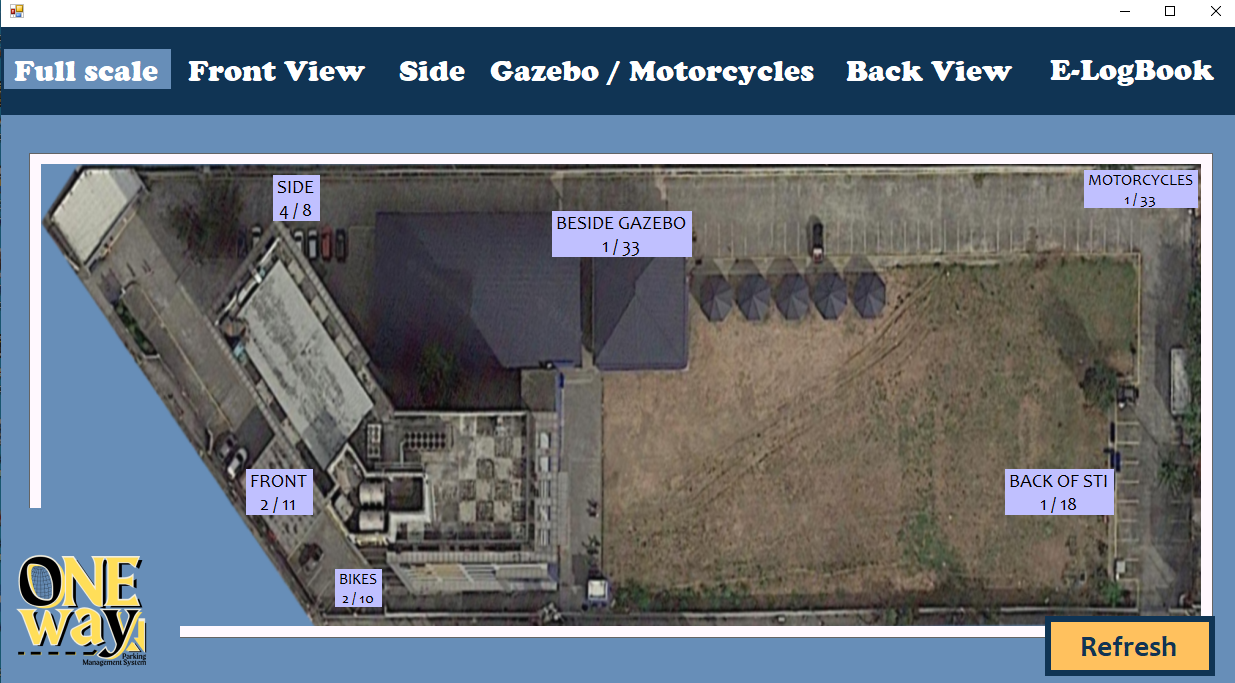 Full scale
Front View
Side
Gazebo / Motorcycles
Back View
E-LogBook
SIDE
4 / 8
BESIDE GAZEBO
1 / 33
MOTORCYCLES
1 / 33
FRONT
2 / 11
BACK OF STI
1 / 18
BIKES
2 / 10
ONE
way
Parking
Management System
Refresh